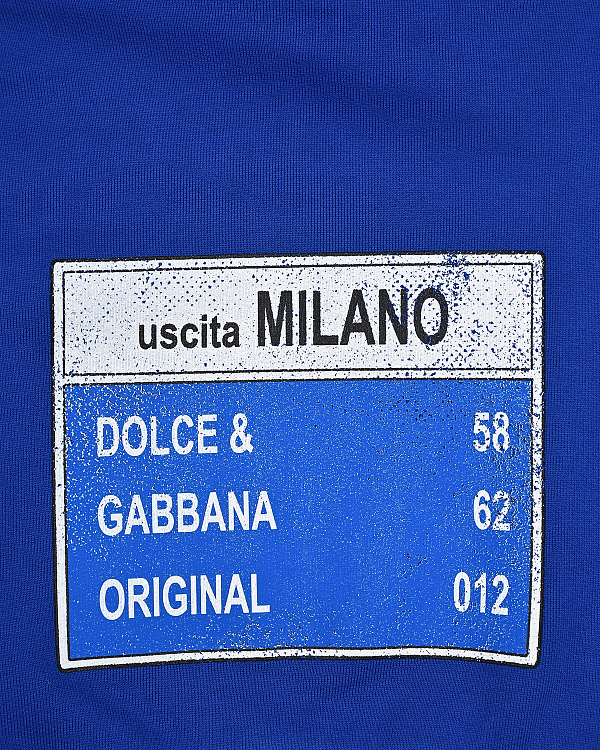 uscita MILANO
DOLCE & 58
GABBANA 62
ORIGINAL 012